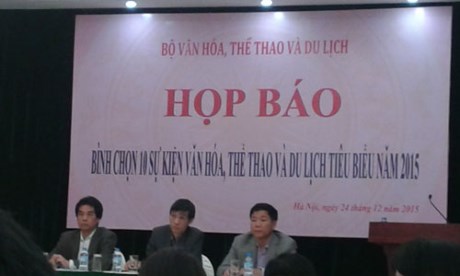 BỘ VĂN HÓA, THỂ THAO VÀ DU LỊCH
HỌP BÁO
BÌNH CHỌN 10 SỰ KIỆN VĂN HÓA, THỂ THAO VÀ DU LỊCH TIÊU BIỂU NĂM 2015
Hà Nội, ngày 24 tháng 12 năm 2015